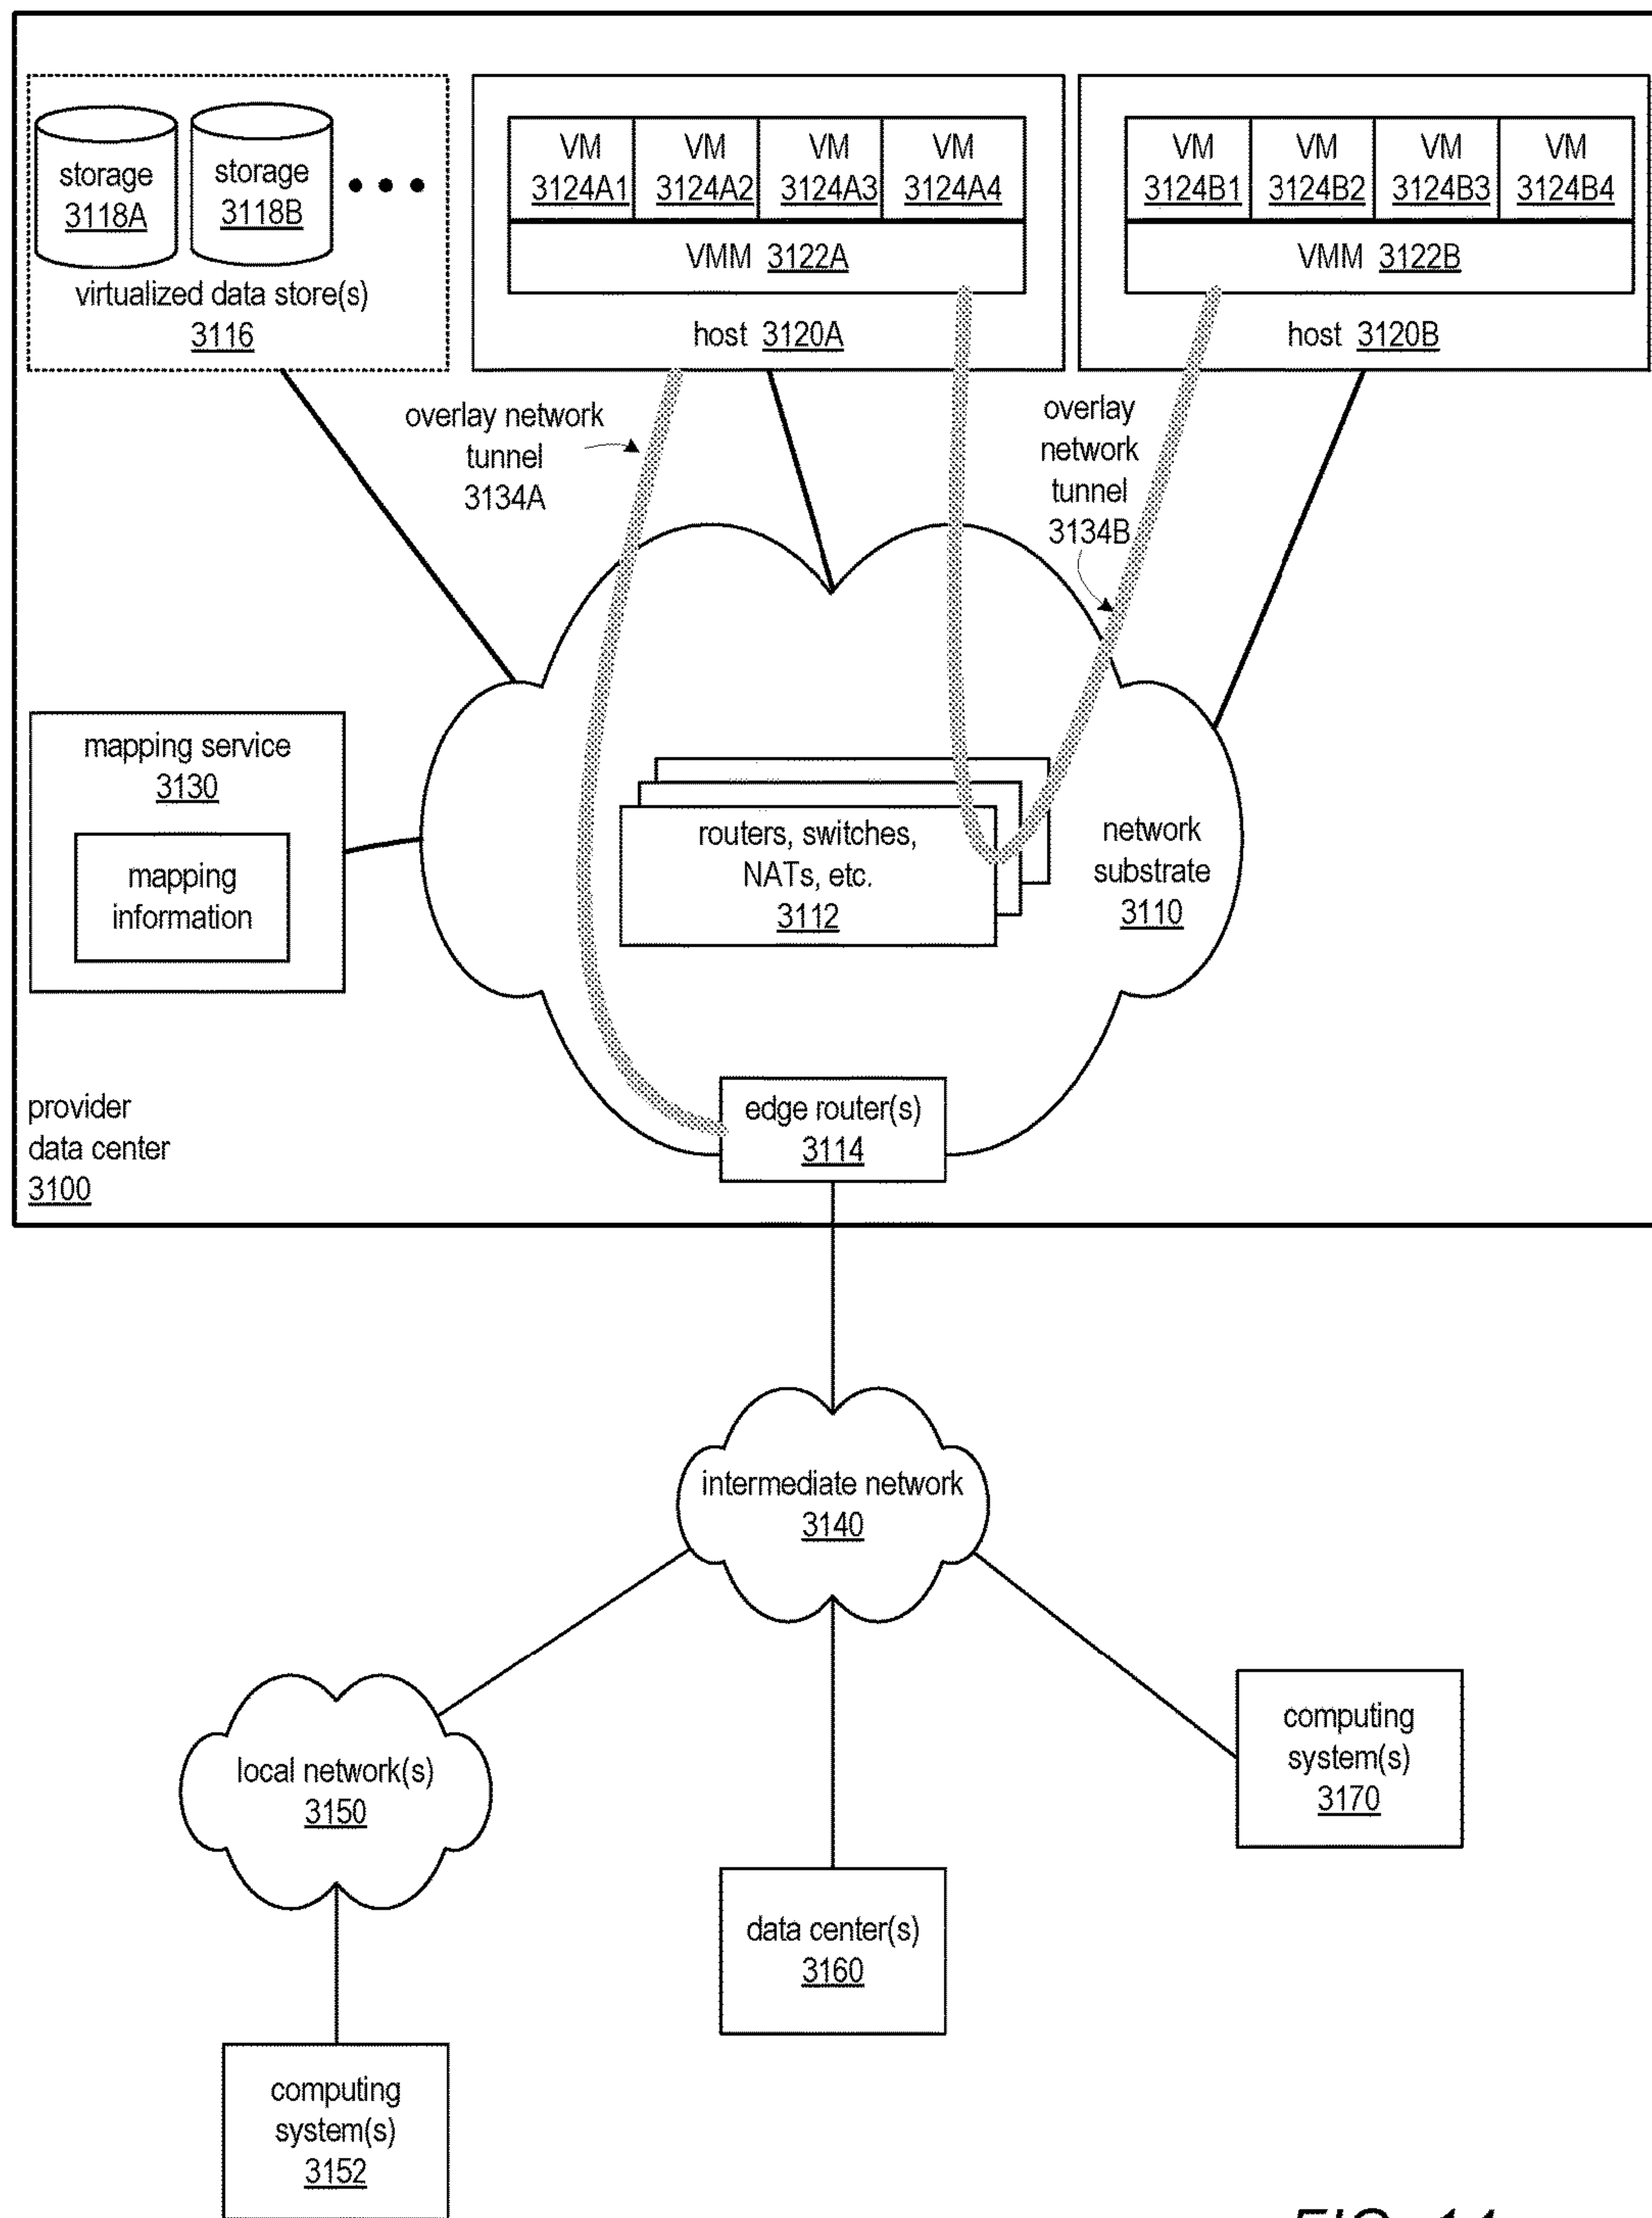 storage
3118A
storage
3118B
virtualized data store(s)
3116
VM
3124A1
VM
3124A2
VM
3124A3
VM
3124A4
VMM 3122A
host 3120A
VM
3124B1
VM
3124B2
VM
3124B3
VM
3124B4
VMM 3122B
host 3120B
overlay network
tunnel
3134A
overlay
network
tunnel
3134B
mapping service
3130
mapping
information
routers, switches,
NATs, etc.
3112
network
substrate
3110
provider
data center
3100
edge router(s)
3114
intermediate network
3140
local network(s)
3150
computing
system(s)
3170
data center(s)
3160
computing
system(s)
3152